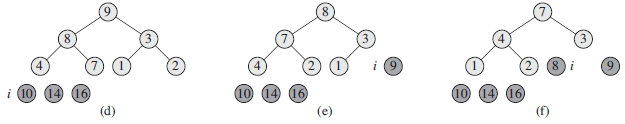 9 8 7
8 3 7 3 4 3
4 7 1 2 4 2 1 i 9 1 2 8 i 9
i 10 14 16 10 14 16 10 14 16
(d) (e) (f)